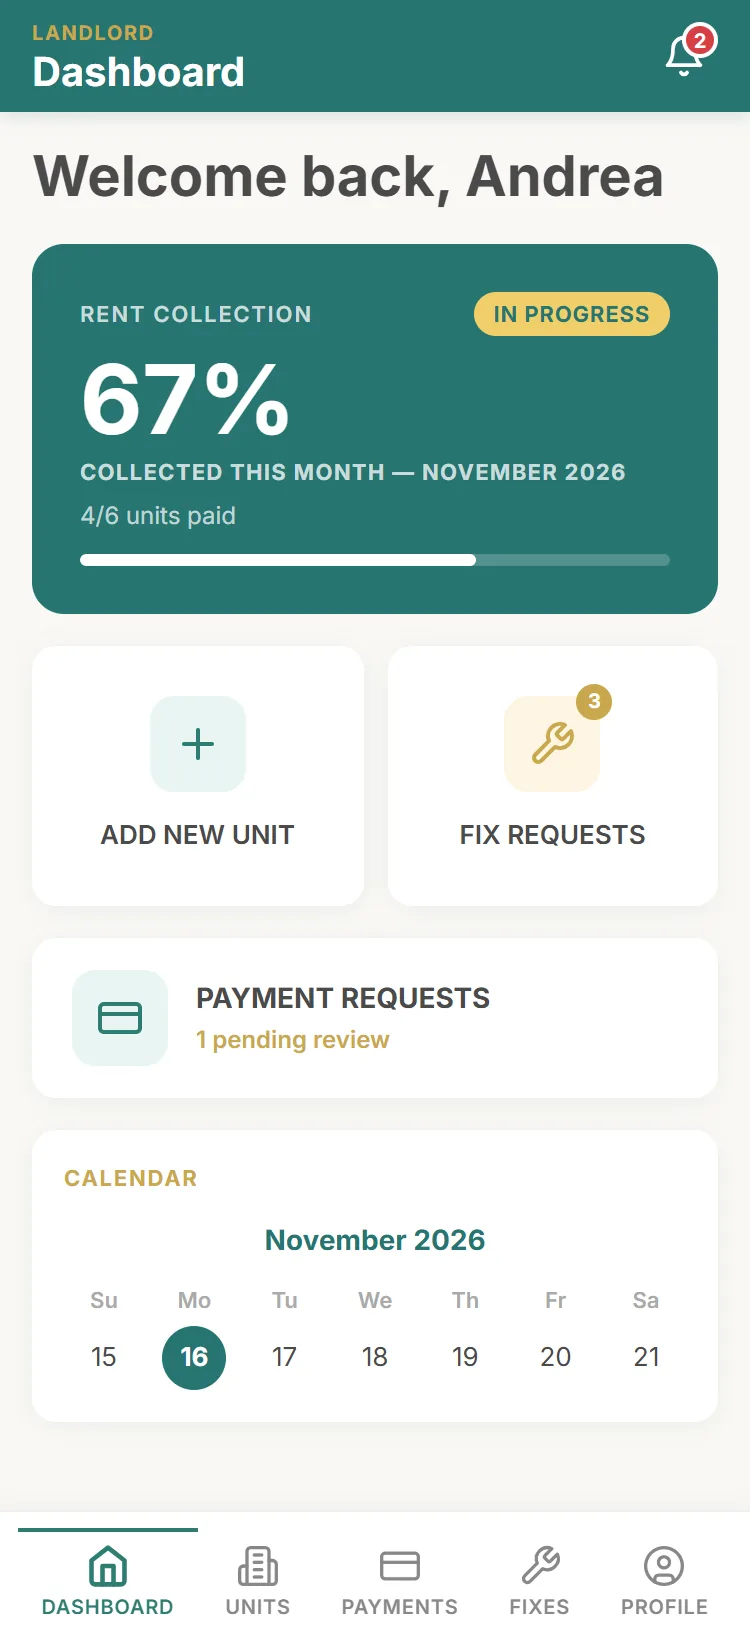 LANDLORD
Dashboard
2
Welcome back, Andrea
RENT COLLECTION
IN PROGRESS
67%
COLLECTED THIS MONTH — NOVEMBER 2026
4/6 units paid
ADD NEW UNIT
3
FIX REQUESTS
PAYMENT REQUESTS
1 pending review
CALENDAR
November 2026
Su Mo Tu We Th Fr Sa
15 16 17 18 19 20 21
DASHBOARD UNITS PAYMENTS FIXES PROFILE